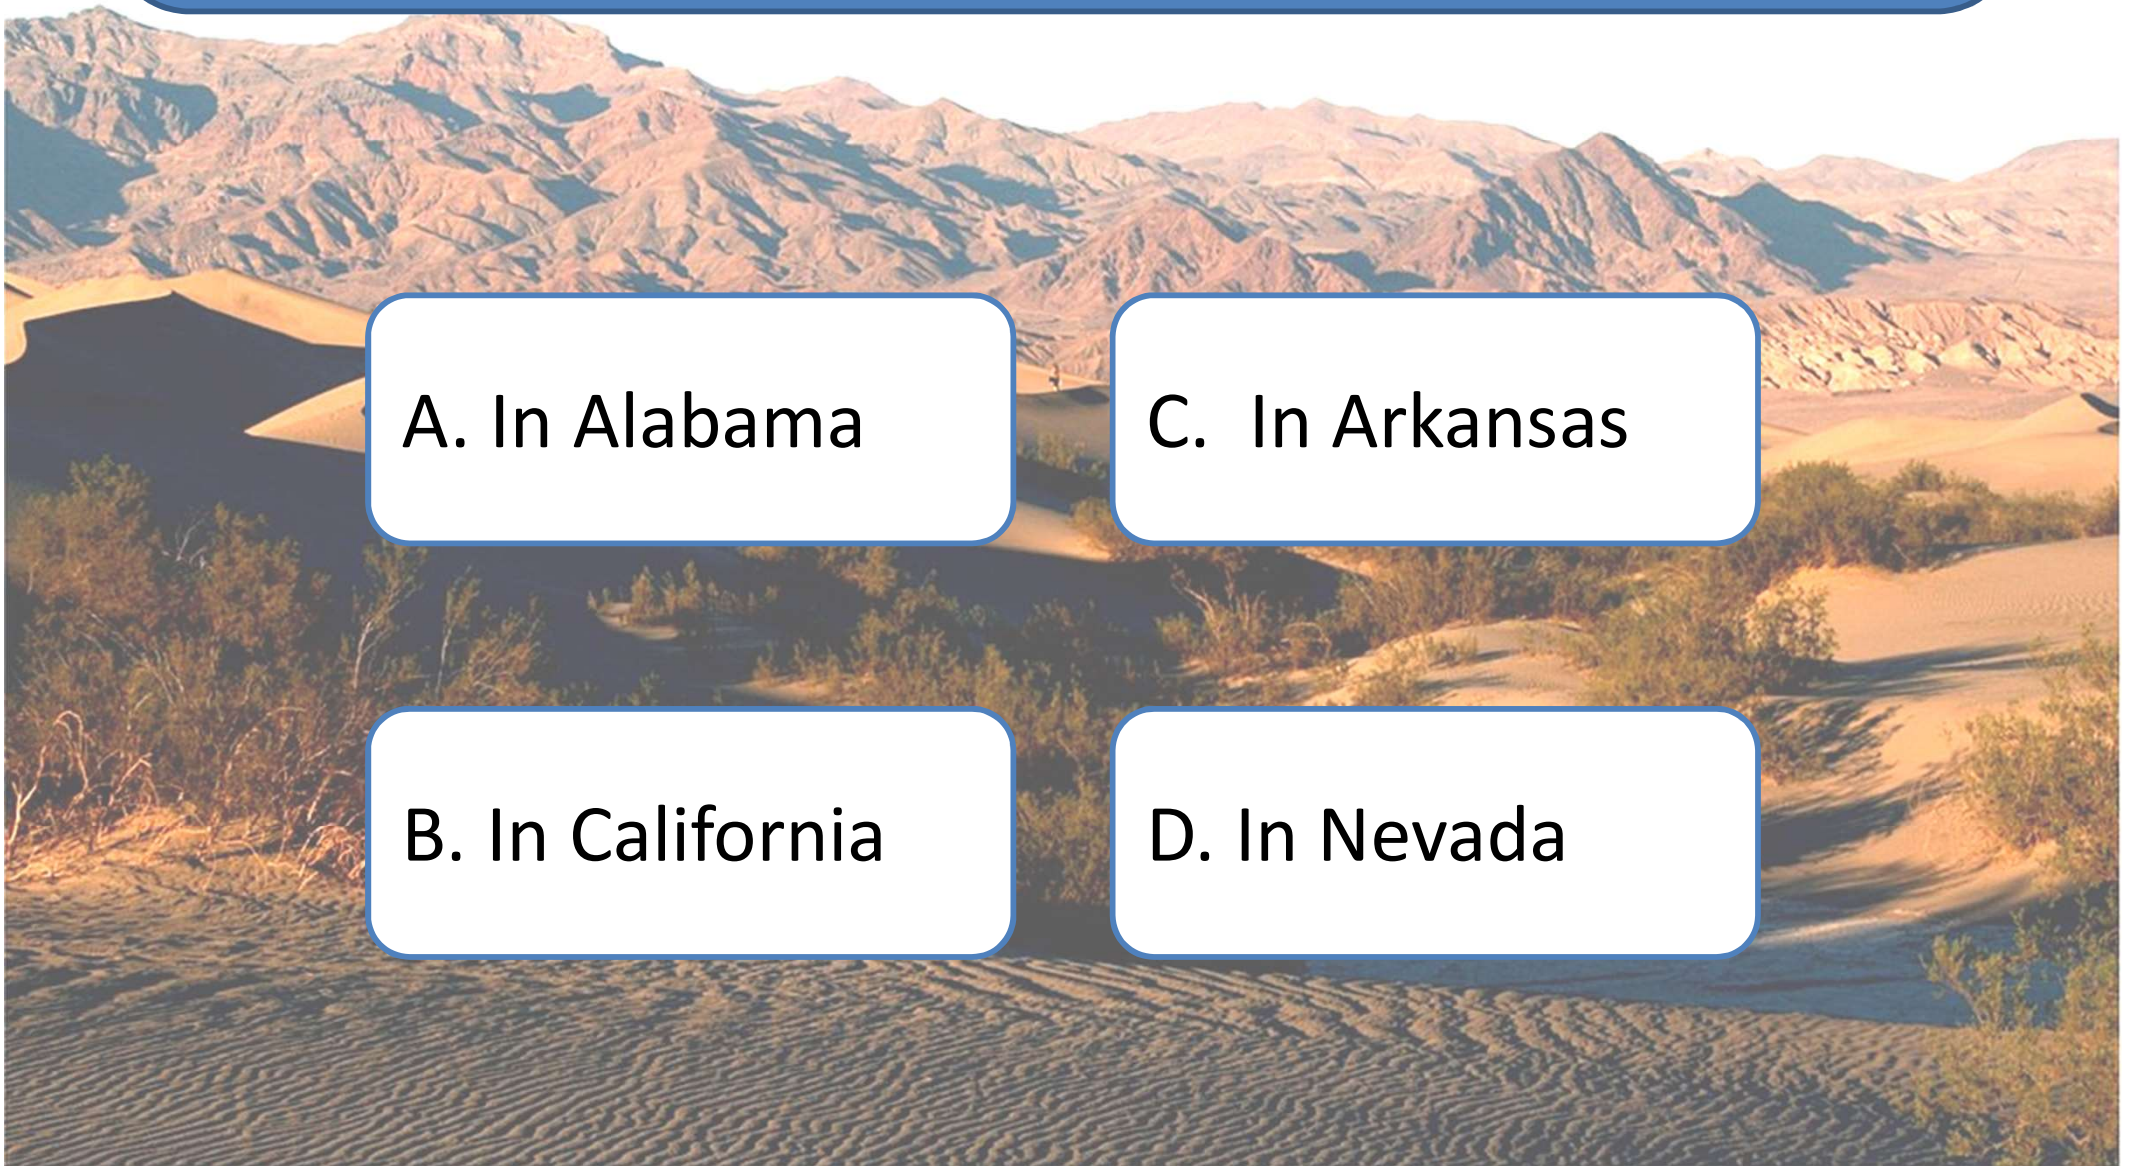 A. In Alabama
C. In Arkansas
B. In California
D. In Nevada